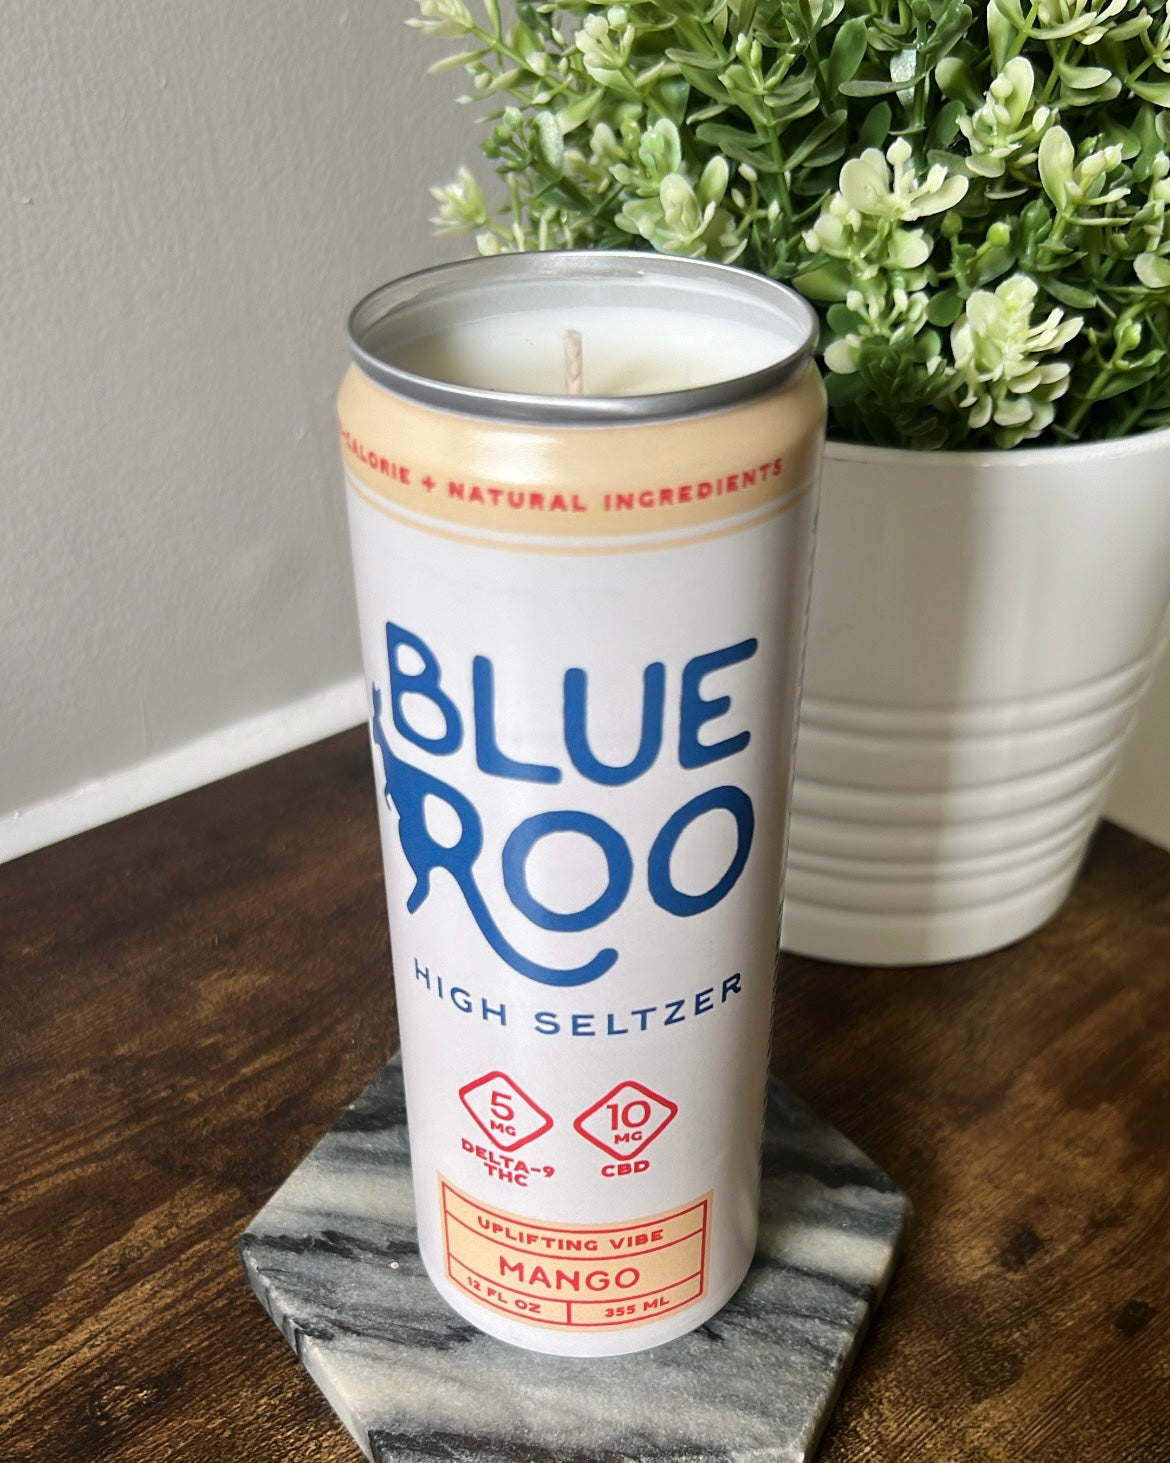 CALORIE + NATURAL INGREDIENTS
BLUE
ROO
HIGH SELTZER
5
MG
DELTA-9
THC
10
MG
CBD
UPLIFTING VIBE
MANGO
12 FL OZ
355 ML